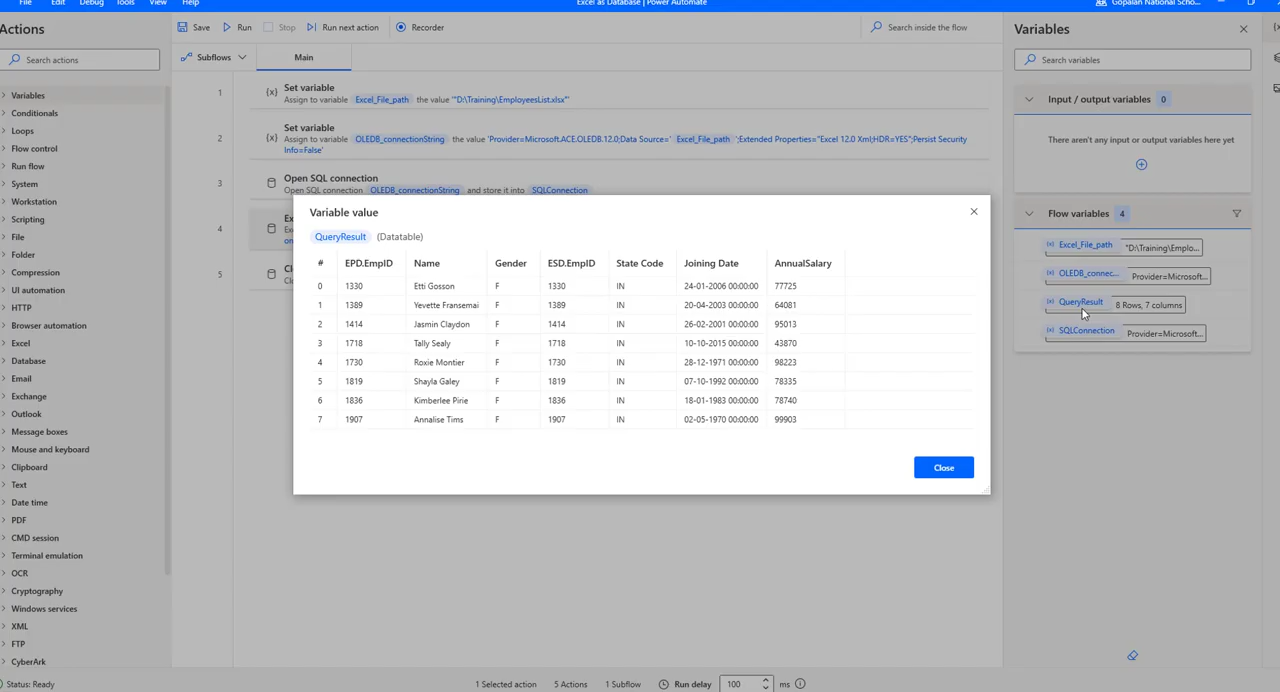 File Edit Debug Tools View Help
Excel as Database | Power Automate
Gopalan National Scho...
Actions
Search actions
Variables
Conditionals
Loops
Flow control
Run flow
System
Workstation
Scripting
File
Folder
Compression
UI automation
HTTP
Browser automation
Excel
Database
Email
Exchange
Outlook
Message boxes
Mouse and keyboard
Clipboard
Text
Date time
PDF
CMD session
Terminal emulation
OCR
Cryptography
Windows services
XML
FTP
CyberArk
Save Run Stop Run next action Recorder
Search inside the flow
Subflows Main
1 Set variable
Assign to variable Excel_File_path the value '"D:\Training\EmployeesList.xlsx"'
2 Set variable
Assign to variable OLEDB_connectionString the value 'Provider=Microsoft.ACE.OLEDB.12.0;Data Source=' Excel_File_path ';Extended Properties="Excel 12.0 Xml;HDR=YES";Persist Security
Info=False'
3 Open SQL connection
Open SQL connection OLEDB_connectionString and store it into SQLConnection
4
5
Variable value
QueryResult (Datatable)
# EPD.EmpID Name Gender ESD.EmpID State Code Joining Date AnnualSalary
0 1330 Etti Gosson F 1330 IN 24-01-2006 00:00:00 77725
1 1389 Yevette Fransemai F 1389 IN 20-04-2003 00:00:00 64081
2 1414 Jasmin Claydon F 1414 IN 26-02-2001 00:00:00 95013
3 1718 Tally Sealy F 1718 IN 10-10-2015 00:00:00 43870
4 1730 Roxie Montier F 1730 IN 28-12-1971 00:00:00 98223
5 1819 Shayla Galey F 1819 IN 07-10-1992 00:00:00 78335
6 1836 Kimberlee Pirie F 1836 IN 18-01-1983 00:00:00 78740
7 1907 Annalise Tims F 1907 IN 02-05-1970 00:00:00 99903
Close
Variables
Search variables
Input / output variables 0
There aren't any input or output variables here yet
Flow variables 4
Excel_File_path "D:\Training\Emplo...
OLEDB_connec... Provider=Microsoft...
QueryResult 8 Rows, 7 columns
SQLConnection Provider=Microsoft...
Status: Ready
1 Selected action 5 Actions 1 Subflow Run delay 100 ms